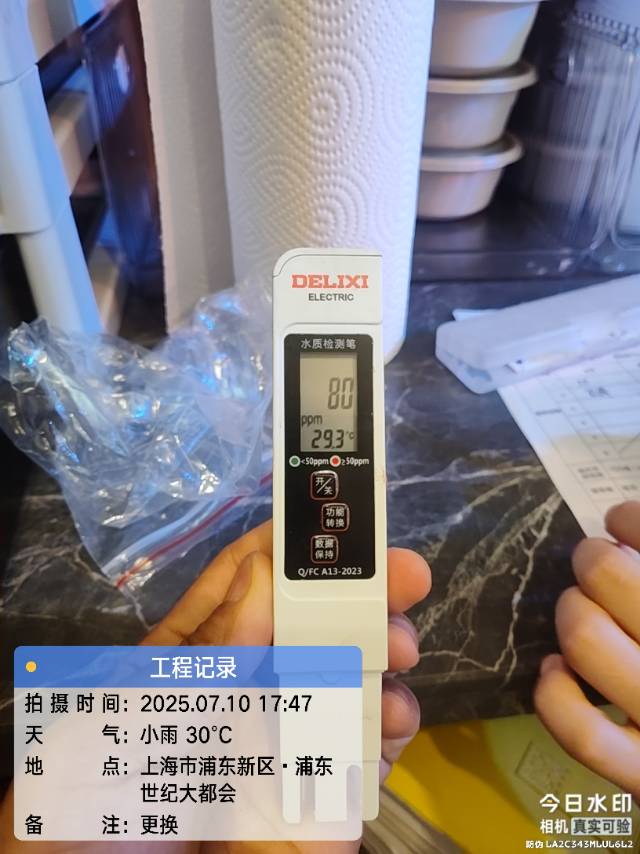 DELIXI
ELECTRIC
水质检测笔
80
ppm
29.3°C
<50ppm ≥50ppm
开/关
功能
转换
数据
保持
Q/FC A13-2023
工程记录
拍摄时间：2025.07.10 17:47
天气：小雨 30°C
地点：上海市浦东新区·浦东
世纪大都会
备注：更换
今日水印
相机 真实可验
防伪 LA2C343MLUL6L2